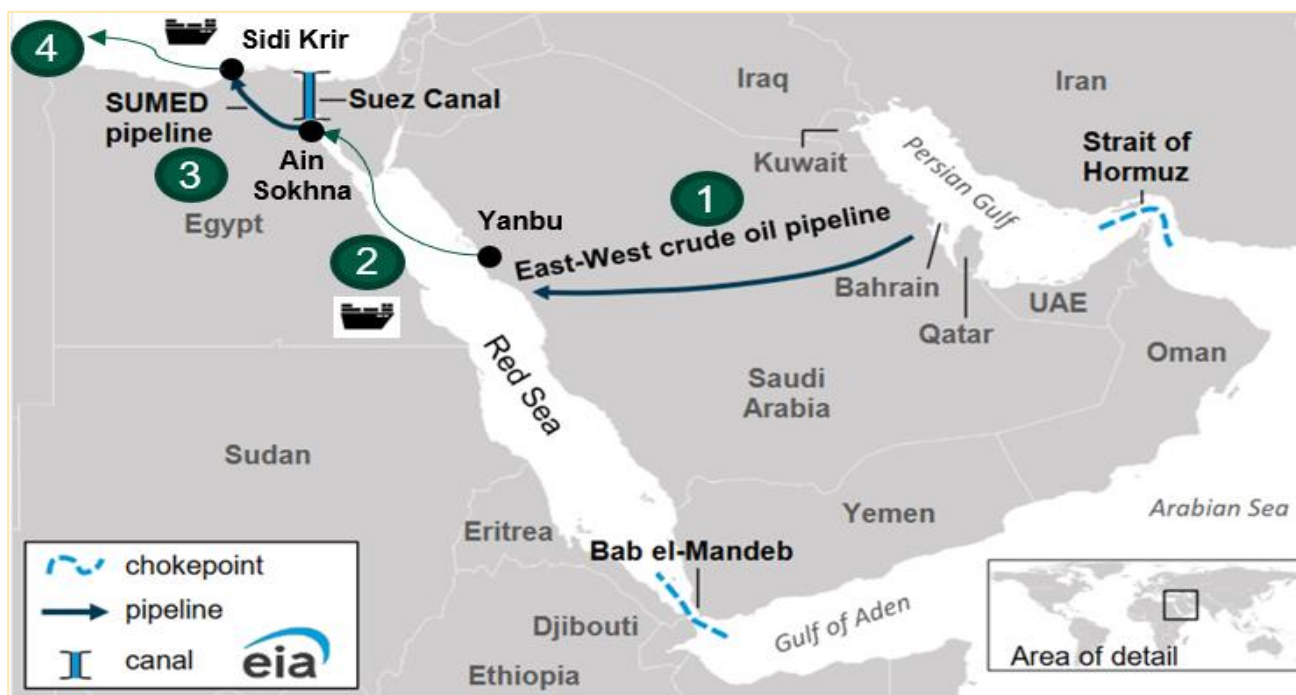 4
Sidi Krir
SUMED
pipeline
Suez Canal
3
Ain
Sokhna
Egypt
2
Yanbu
1
East-West crude oil pipeline
Iraq
Iran
Kuwait
Persian Gulf
Strait of
Hormuz
Bahrain
Qatar
UAE
Oman
Saudi
Arabia
Red Sea
Sudan
Eritrea
Yemen
Arabian Sea
Bab el-Mandeb
Djibouti
Gulf of Aden
Ethiopia
chokepoint
pipeline
canal
eia
Area of detail